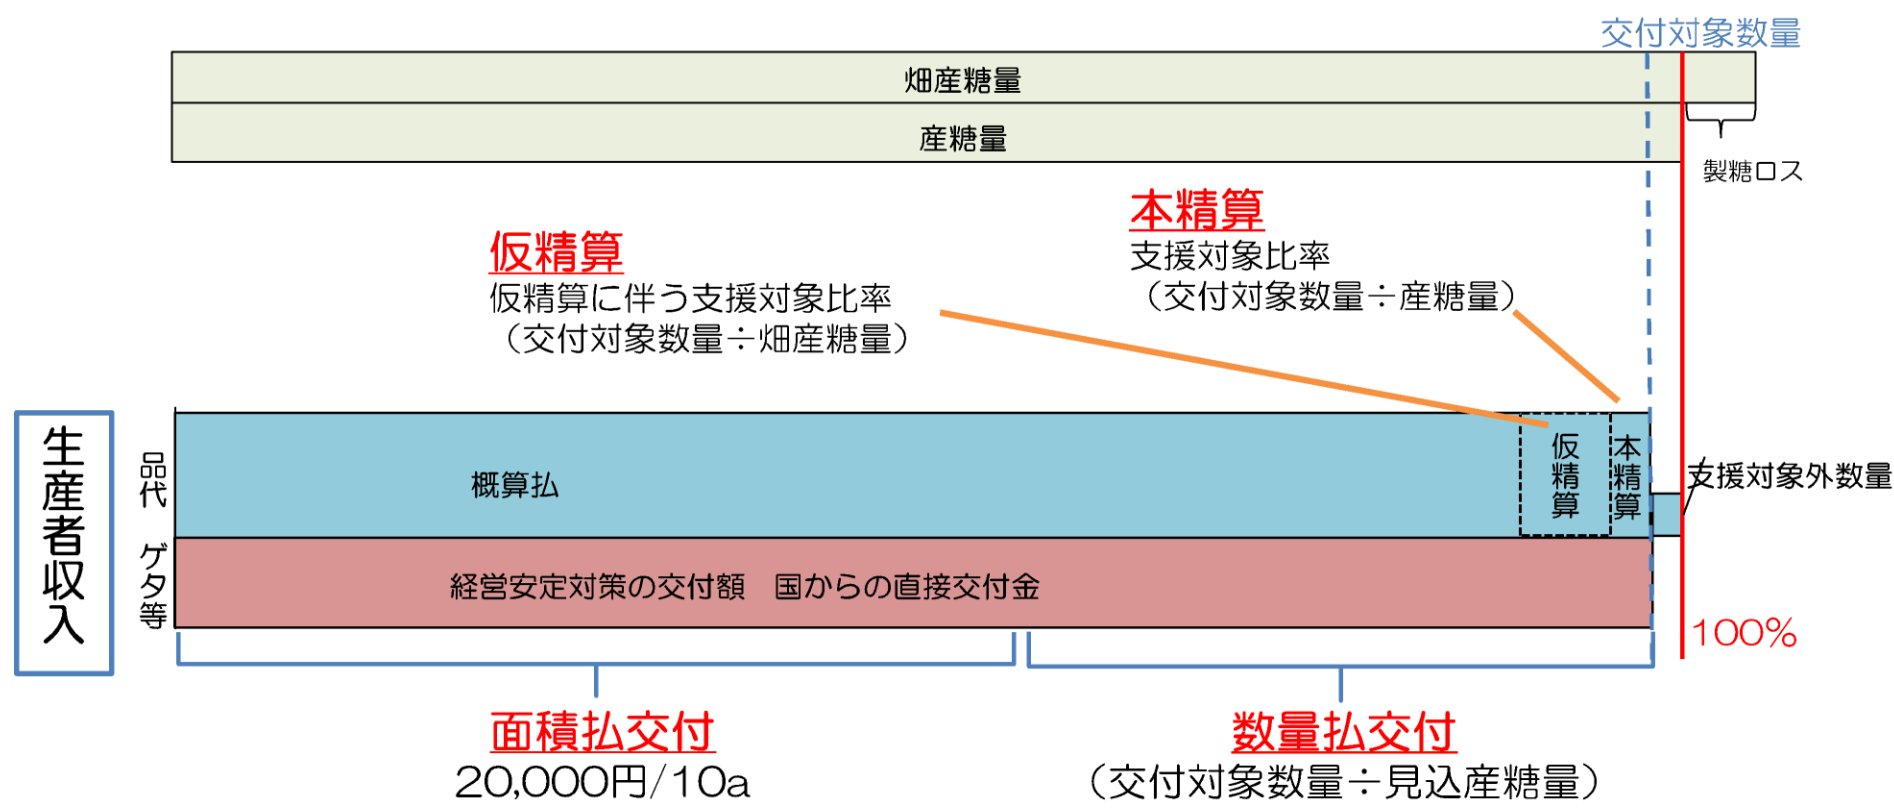 交付対象数量
畑産糖量
産糖量
製糖ロス
本精算
支援対象比率
（交付対象数量÷産糖量）
仮精算
仮精算に伴う支援対象比率
（交付対象数量÷畑産糖量）
生産者収入
品代
概算払
仮精算
本精算
支援対象外数量
ゲタ等
経営安定対策の交付額　国からの直接交付金
100%
面積払交付
20,000円/10a
数量払交付
（交付対象数量÷見込産糖量）